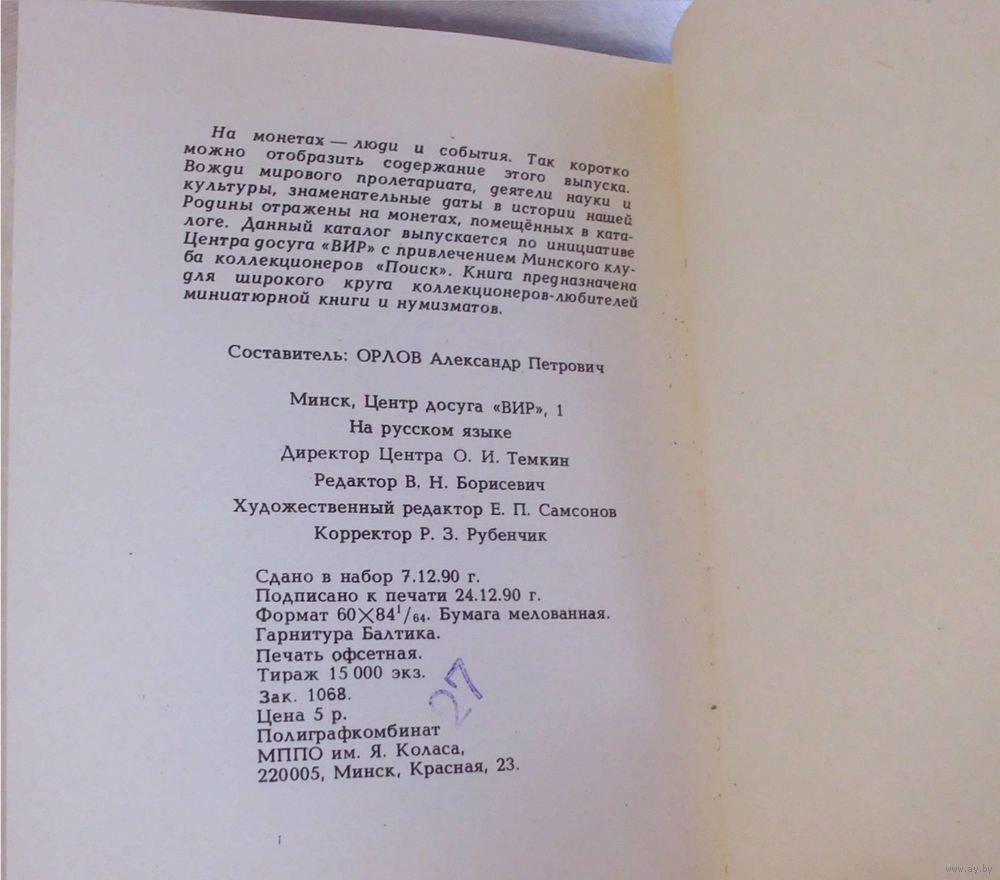 На монетах — люди и события. Так коротко
можно отобразить содержание этого выпуска.
Вожди мирового пролетариата, деятели науки и
культуры, знаменательные даты в истории нашей
Родины отражены на монетах, помещённых в ката-
логе. Данный каталог выпускается по инициативе
Центра досуга «ВИР» с привлечением Минского клу-
ба коллекционеров «Поиск». Книга предназначена
для широкого круга коллекционеров-любителей
миниатюрной книги и нумизматов.
Составитель: ОРЛОВ Александр Петрович
Минск, Центр досуга «ВИР», 1
На русском языке
Директор Центра О. И. Темкин
Редактор В. Н. Борисевич
Художественный редактор Е. П. Самсонов
Корректор Р. З. Рубенчик
Сдано в набор 7.12.90 г.
Подписано к печати 24.12.90 г.
Формат 60×84¹/₆₄. Бумага мелованная.
Гарнитура Балтика.
Печать офсетная.
Тираж 15 000 экз.
Зак. 1068.
Цена 5 р.
Полиграфкомбинат
МППО им. Я. Коласа,
220005, Минск, Красная, 23.
27
www.ay.by